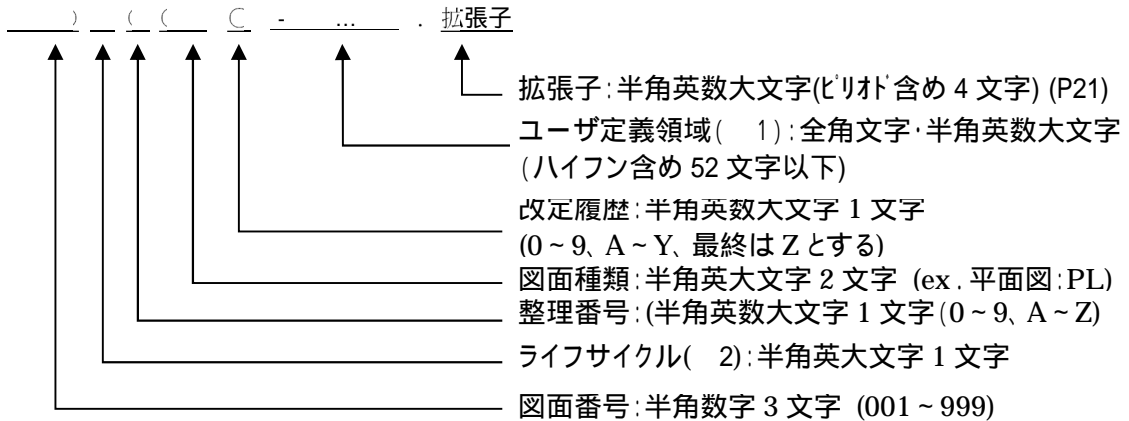 ) ( ( C - … . 拡張子
拡張子:半角英数大文字(ピリオド含め 4 文字) (P21)
ユーザ定義領域( 1):全角文字・半角英数大文字
(ハイフン含め 52 文字以下)
改定履歴:半角英数大文字 1 文字
(0~9、A~Y、最終は Z とする)
図面種類:半角英大文字 2 文字 (ex.平面図:PL)
整理番号:(半角英数大文字 1 文字(0~9、A~Z)
ライフサイクル( 2):半角英大文字 1 文字
図面番号:半角数字 3 文字 (001~999)